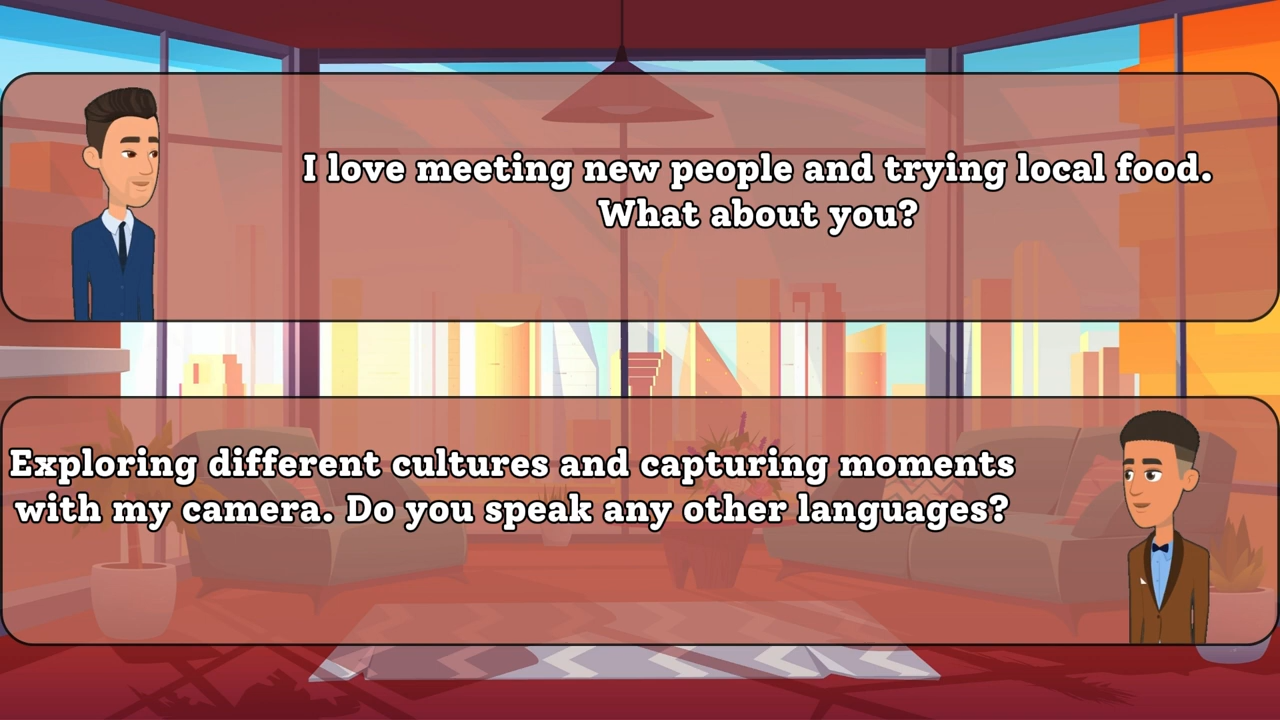 I love meeting new people and trying local food.
What about you?
Exploring different cultures and capturing moments
with my camera. Do you speak any other languages?